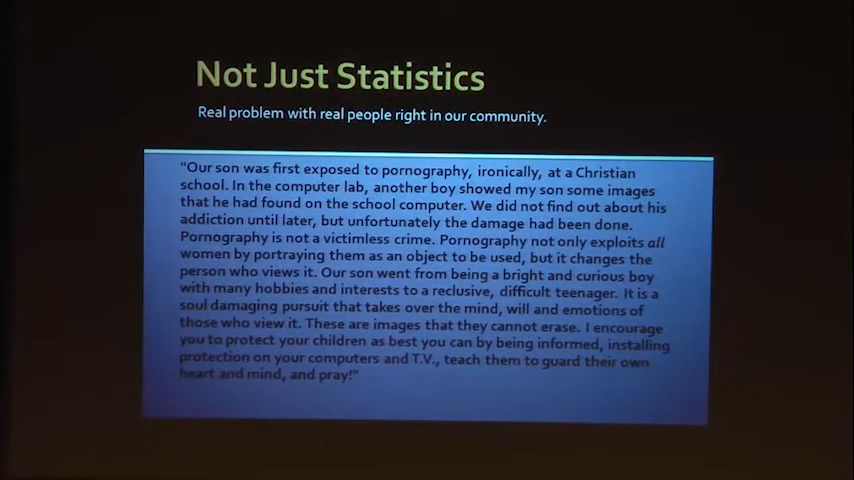 Not Just Statistics
Real problem with real people right in our community.
"Our son was first exposed to pornography, ironically, at a Christian
school. In the computer lab, another boy showed my son some images
that he had found on the school computer. We did not find out about his
addiction until later, but unfortunately the damage had been done.
Pornography is not a victimless crime. Pornography not only exploits all
women by portraying them as an object to be used, but it changes the
person who views it. Our son went from being a bright and curious boy
with many hobbies and interests to a reclusive, difficult teenager. It is a
soul damaging pursuit that takes over the mind, will and emotions of
those who view it. These are images that they cannot erase. I encourage
you to protect your children as best you can by being informed, installing
protection on your computers and T.V., teach them to guard their own
heart and mind, and pray!"